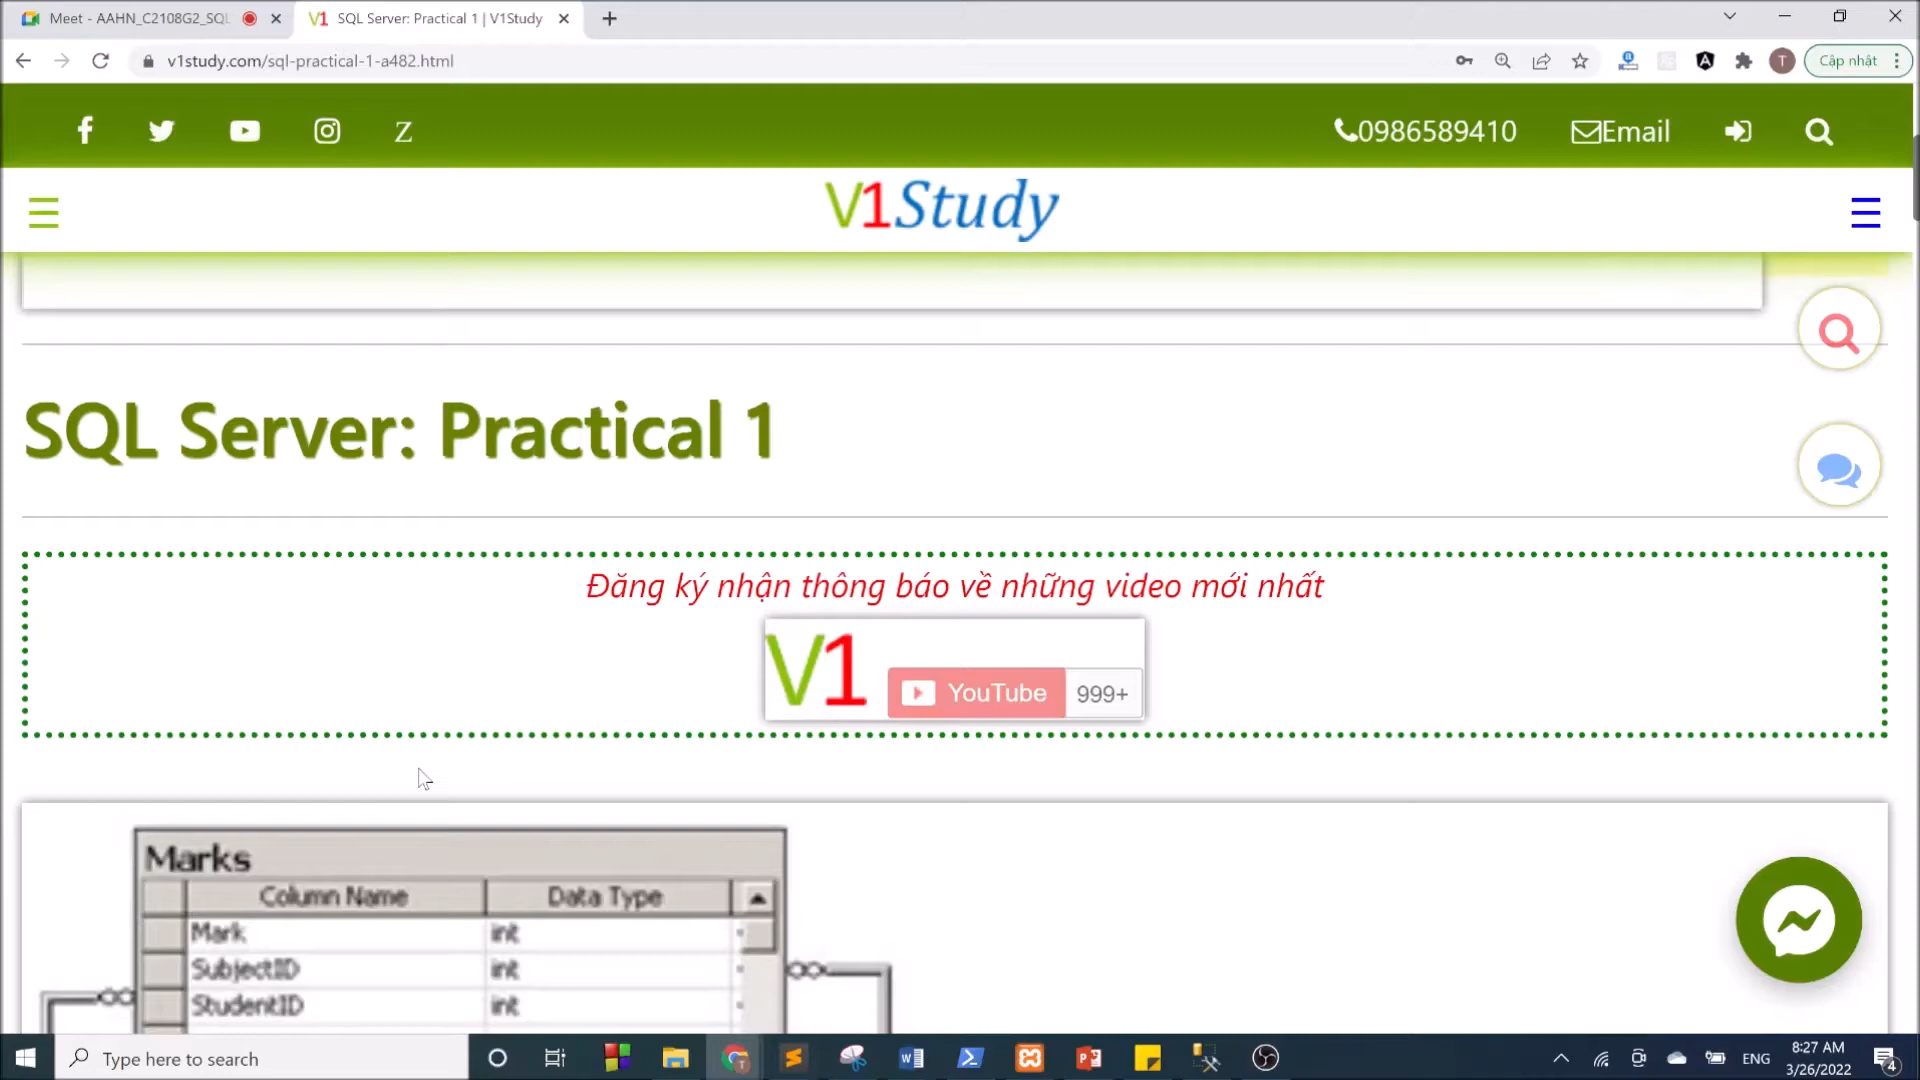 Meet - AAHN_C2108G2_SQL
V1 SQL Server: Practical 1 | V1Study
v1study.com/sql-practical-1-a482.html
T
Cập nhật
Z
0986589410
Email
V1Study
SQL Server: Practical 1
Đăng ký nhận thông báo về những video mới nhất
V1
YouTube
999+
Marks
Column Name
Data Type
Mark
int
SubjectID
int
StudentID
int
Type here to search
ENG
8:27 AM
3/26/2022
4